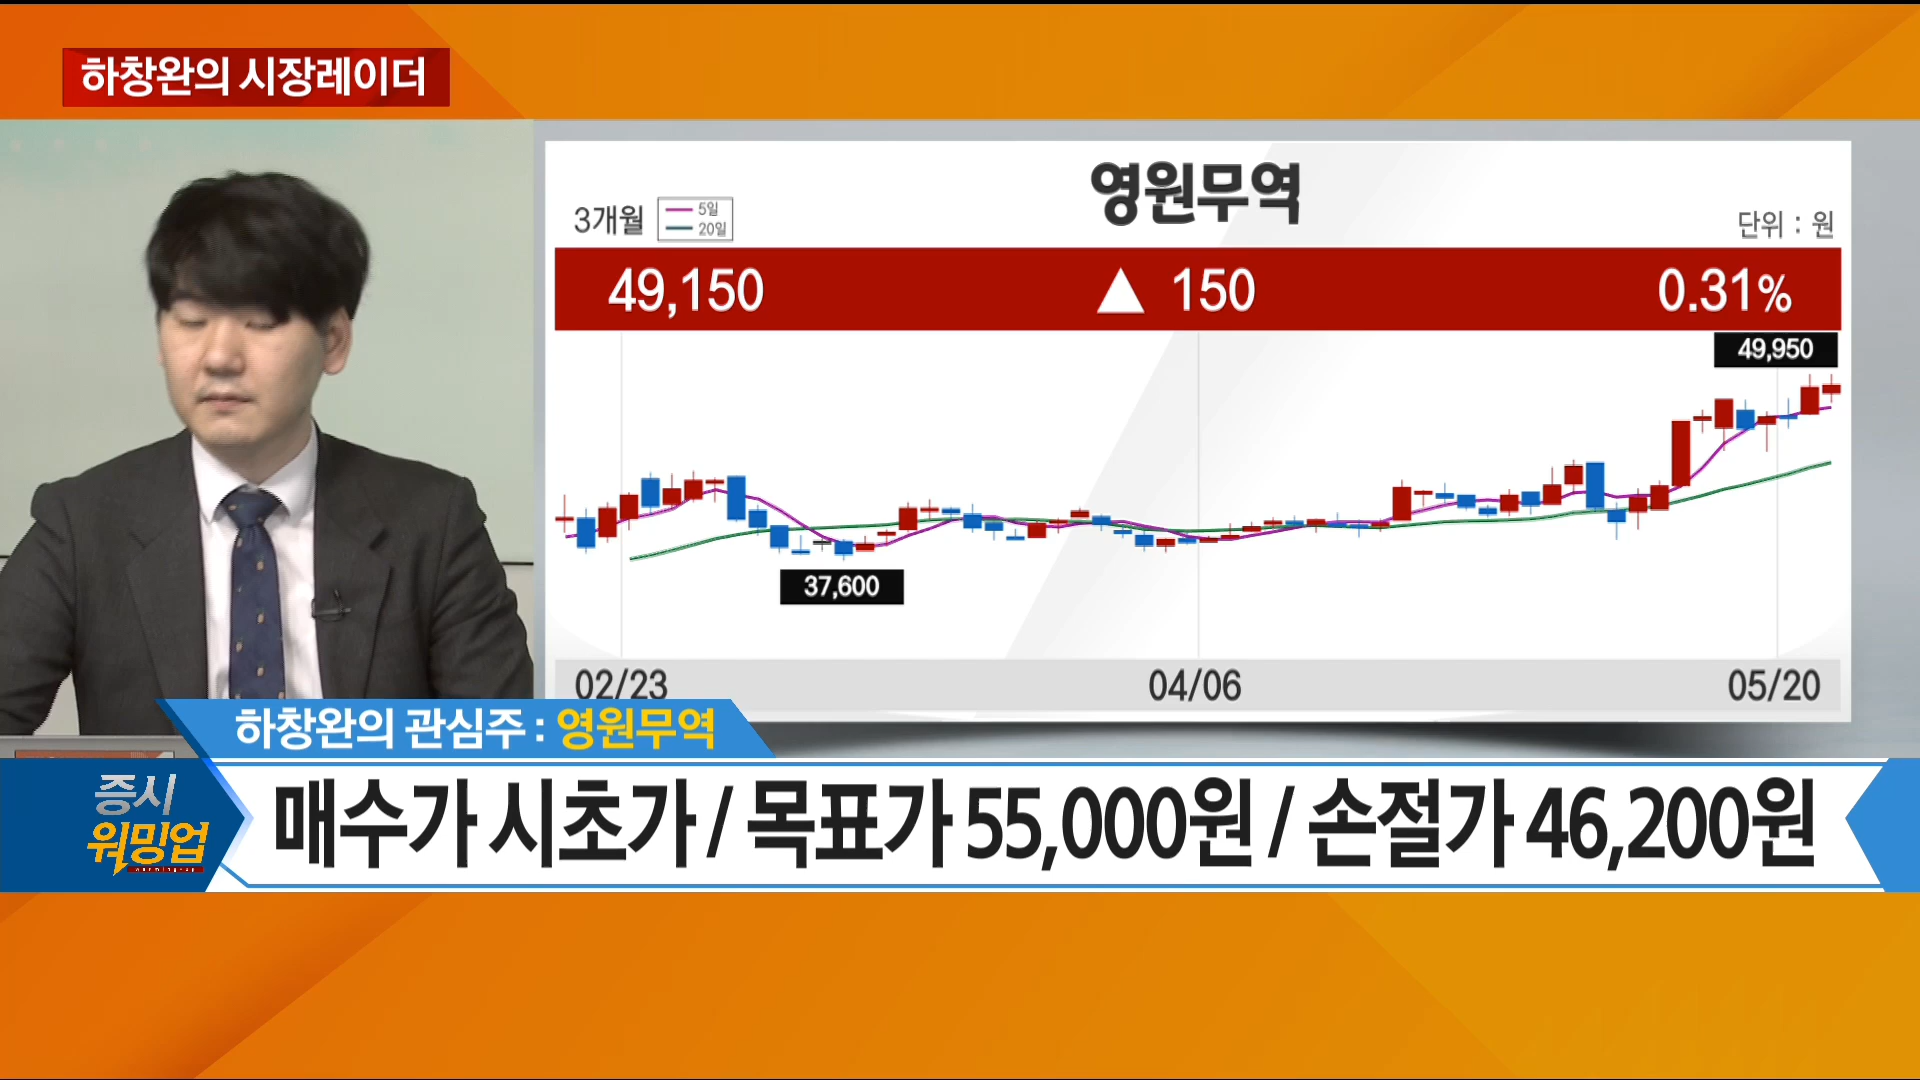 하창완의 시장레이더
영원무역
3개월
5일
20일
단위 : 원
49,150 ▲ 150 0.31%
49,950
37,600
02/23 04/06 05/20
하창완의 관심주 : 영원무역
증시
워밍업
매수가 시초가 / 목표가 55,000원 / 손절가 46,200원